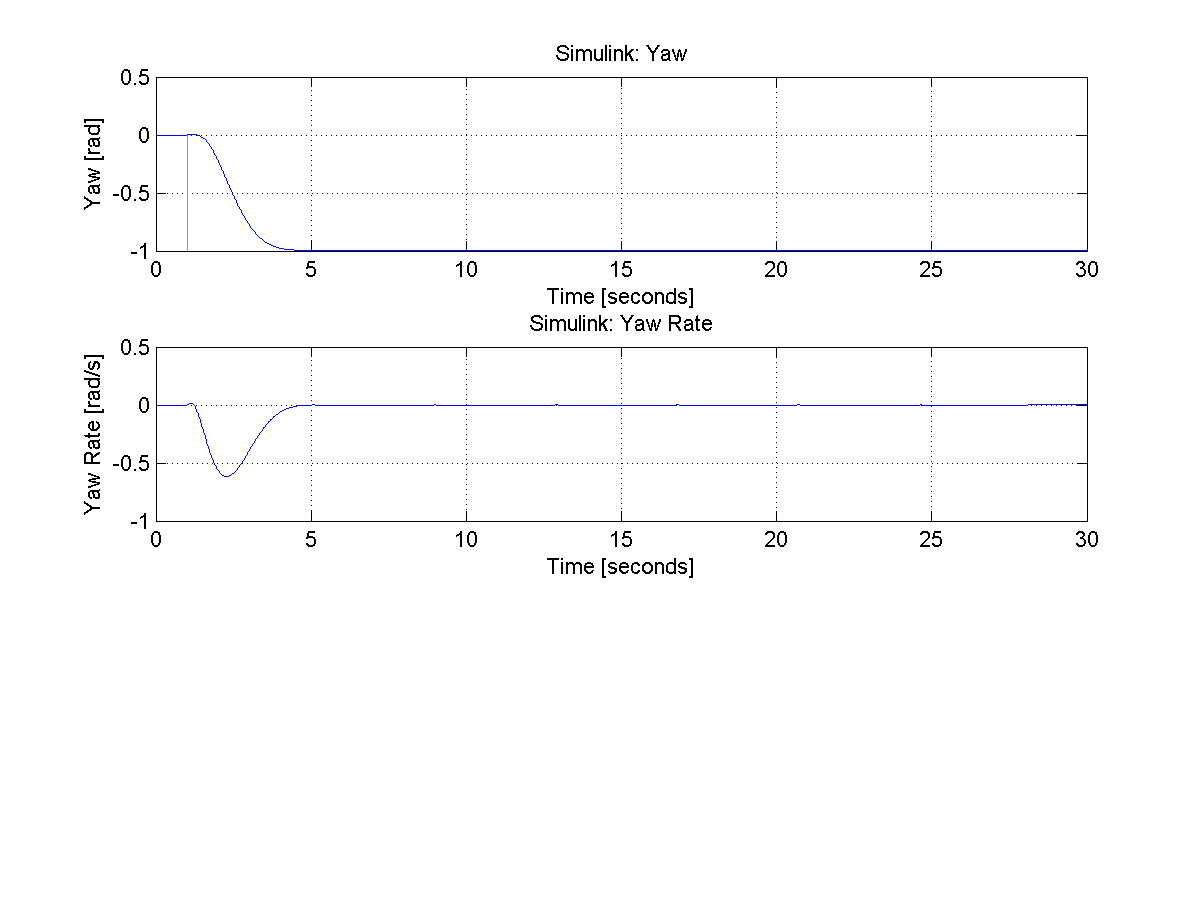 Simulink: Yaw
0.5
0
-0.5
-1
Yaw [rad]
0 5 10 15 20 25 30
Time [seconds]
Simulink: Yaw Rate
0.5
0
-0.5
-1
Yaw Rate [rad/s]
0 5 10 15 20 25 30
Time [seconds]